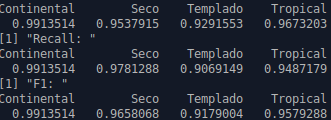 Continental Seco Templado Tropical
0.9913514 0.9537915 0.9291553 0.9673203
[1] "Recall: "
Continental Seco Templado Tropical
0.9913514 0.9781288 0.9069149 0.9487179
[1] "F1: "
Continental Seco Templado Tropical
0.9913514 0.9658068 0.9179004 0.9579288